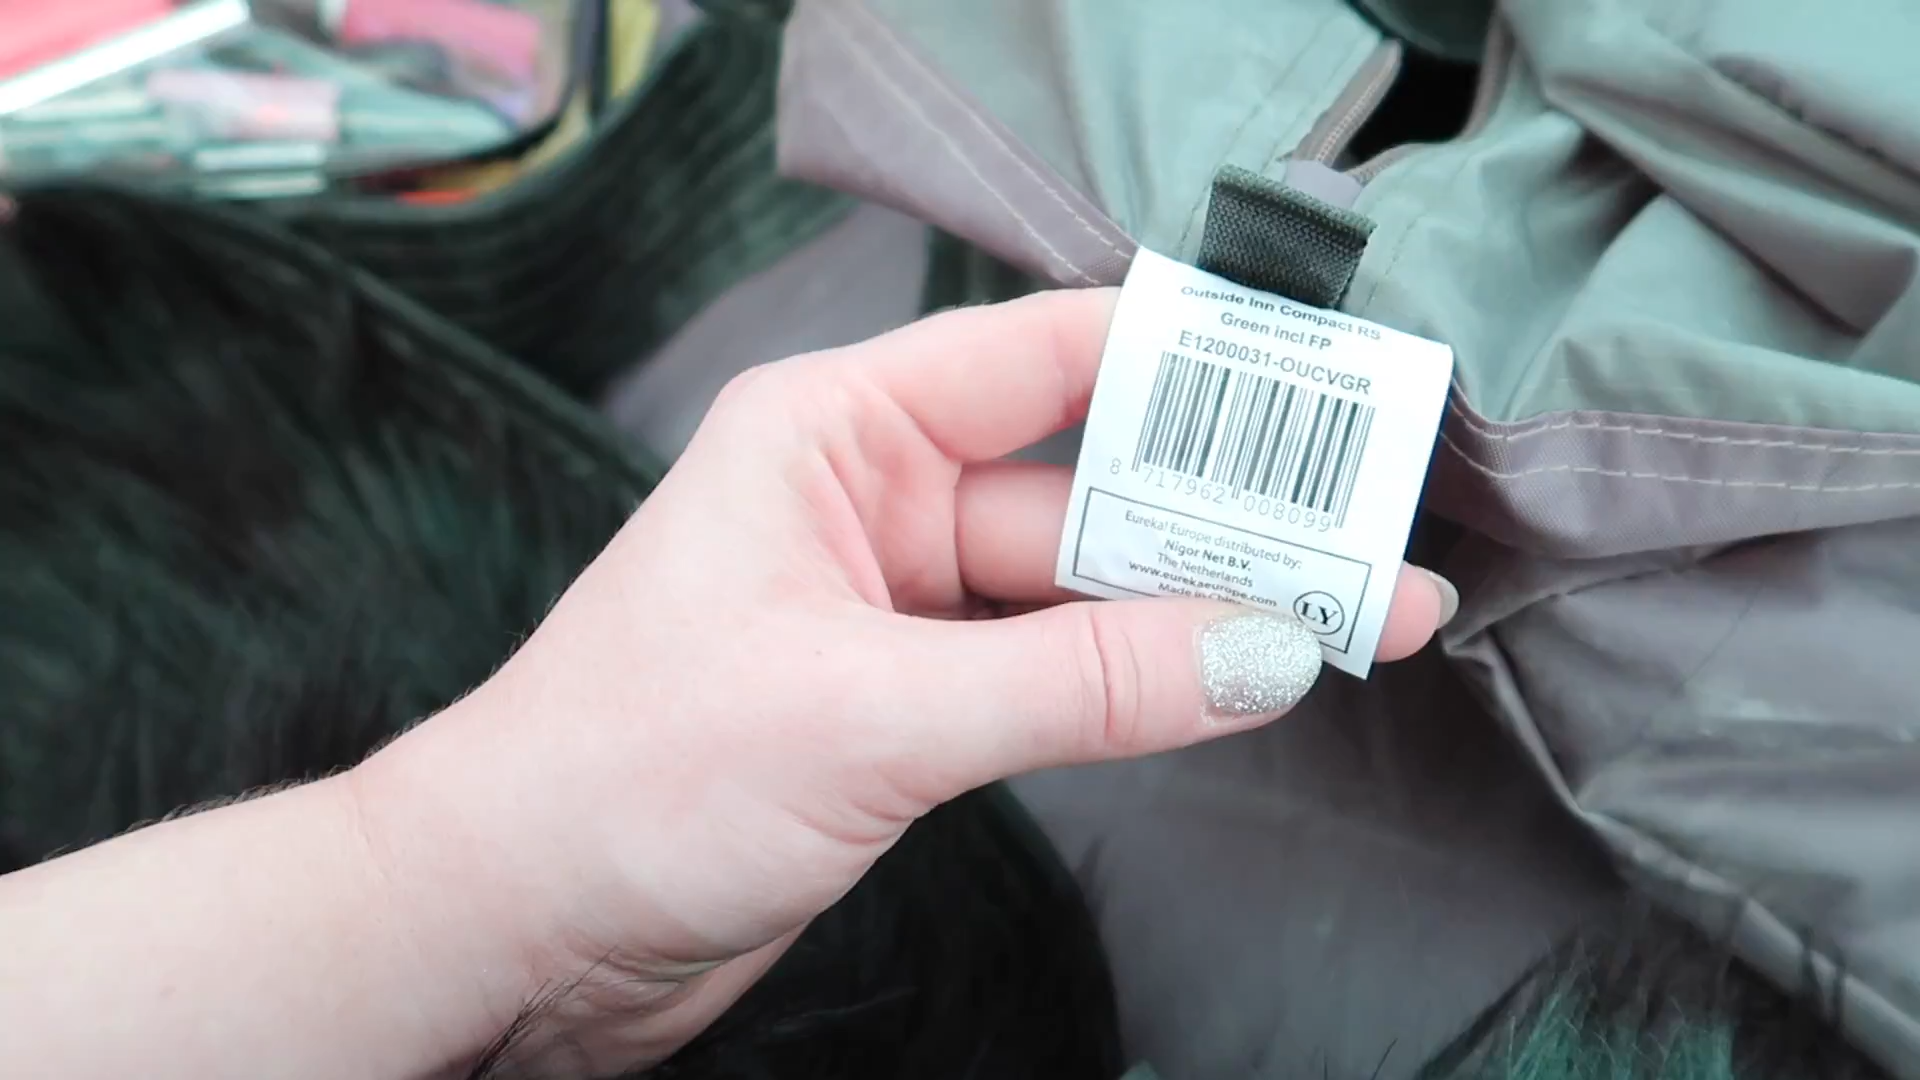 Outside Inn Compact RS
Green incl FP
E1200031-OUCVGR
8 717962 008099
Eureka! Europe distributed by:
Nigor Net B.V.
The Netherlands
www.eurekaeurope.com
Made in China
LY